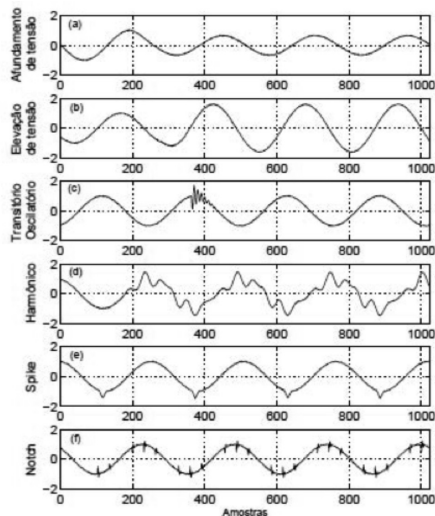 (a)
Afundamento
de tensão
2
0
−2
0 200 400 600 800 1000
(b)
Elevação
de tensão
2
0
−2
0 200 400 600 800 1000
(c)
Transitório
Oscilatório
2
0
−2
0 200 400 600 800 1000
(d)
Harmônico
2
0
−2
0 200 400 600 800 1000
(e)
Spike
2
0
−2
0 200 400 600 800 1000
(f)
Notch
2
0
−2
0 200 400 600 800 1000
Amostras